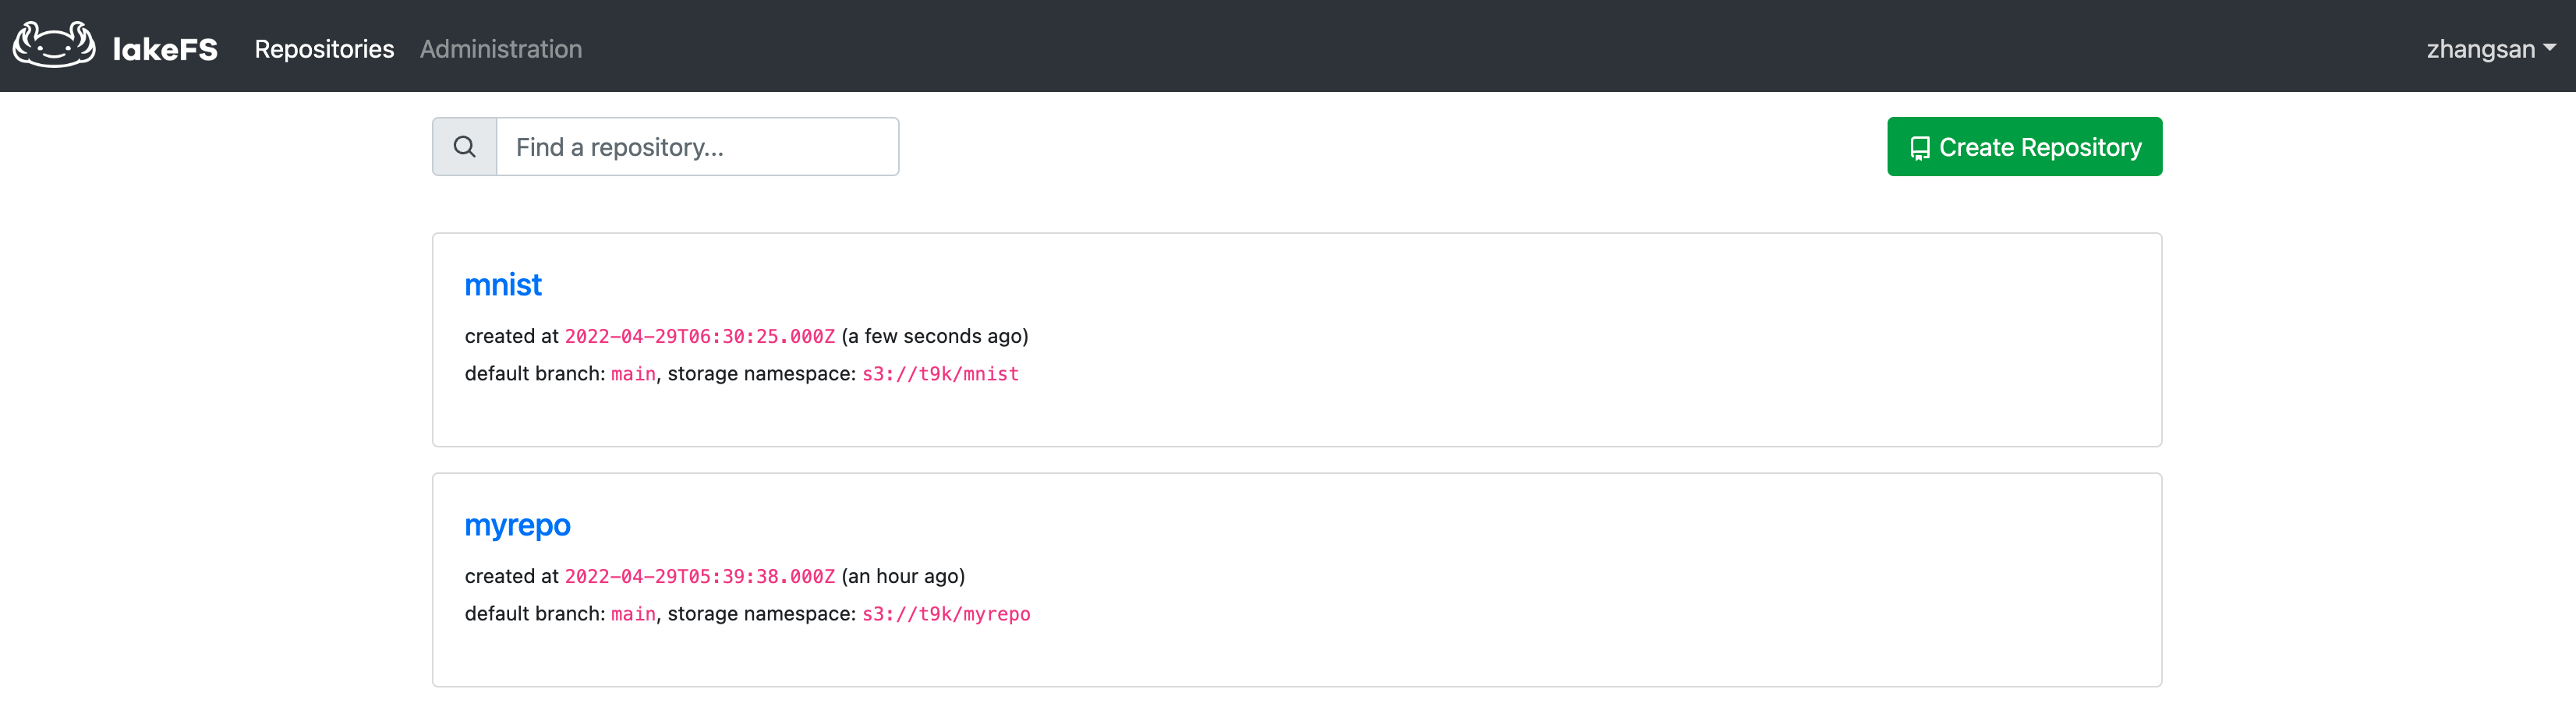 lakeFS Repositories Administration zhangsan
Find a repository... Create Repository
mnist
created at 2022-04-29T06:30:25.000Z (a few seconds ago)
default branch: main, storage namespace: s3://t9k/mnist
myrepo
created at 2022-04-29T05:39:38.000Z (an hour ago)
default branch: main, storage namespace: s3://t9k/myrepo